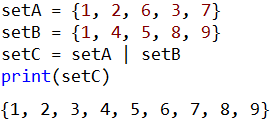 setA = {1, 2, 6, 3, 7}
setB = {1, 4, 5, 8, 9}
setC = setA | setB
print(setC)
{1, 2, 3, 4, 5, 6, 7, 8, 9}